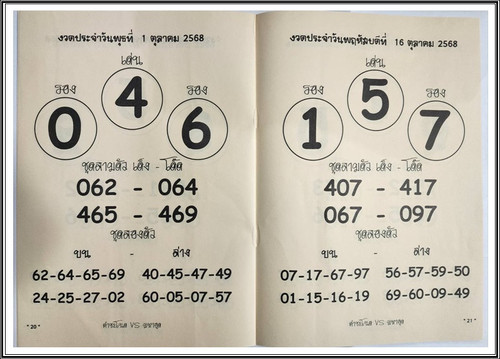 งวดประจำวันพุธที่ 1 ตุลาคม 2568
เด่น
รอง
รอง
4
0
6
ชุดสามตัว เต็ง - โต๊ด
062 - 064
465 - 469
ชุดสองตัว
บน - ล่าง
62-64-65-69 40-45-47-49
24-25-27-02 60-05-07-57
"20"
VS
งวดประจำวันพฤหัสบดีที่ 16 ตุลาคม 2568
เด่น
รอง
รอง
5
1
7
ชุดสามตัว เต็ง - โต๊ด
407 - 417
067 - 097
ชุดสองตัว
บน - ล่าง
07-17-67-97 56-57-59-50
01-15-16-19 69-60-09-49
VS
"21"